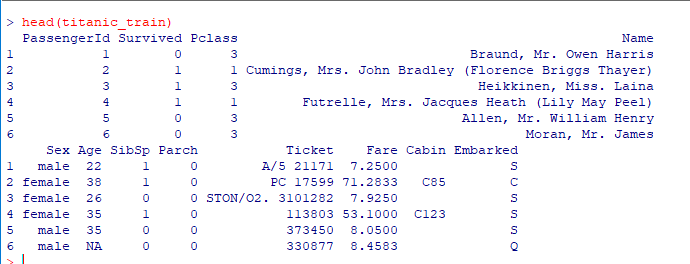 > head(titanic_train)
  PassengerId Survived Pclass                                                Name
1           1        0      3                             Braund, Mr. Owen Harris
2           2        1      1 Cumings, Mrs. John Bradley (Florence Briggs Thayer)
3           3        1      3                              Heikkinen, Miss. Laina
4           4        1      1        Futrelle, Mrs. Jacques Heath (Lily May Peel)
5           5        0      3                            Allen, Mr. William Henry
6           6        0      3                                    Moran, Mr. James
     Sex Age SibSp Parch           Ticket    Fare Cabin Embarked
1   male  22     1     0        A/5 21171  7.2500              S
2 female  38     1     0         PC 17599 71.2833   C85        C
3 female  26     0     0 STON/O2. 3101282  7.9250              S
4 female  35     1     0           113803 53.1000  C123        S
5   male  35     0     0           373450  8.0500              S
6   male  NA     0     0           330877  8.4583              Q
>